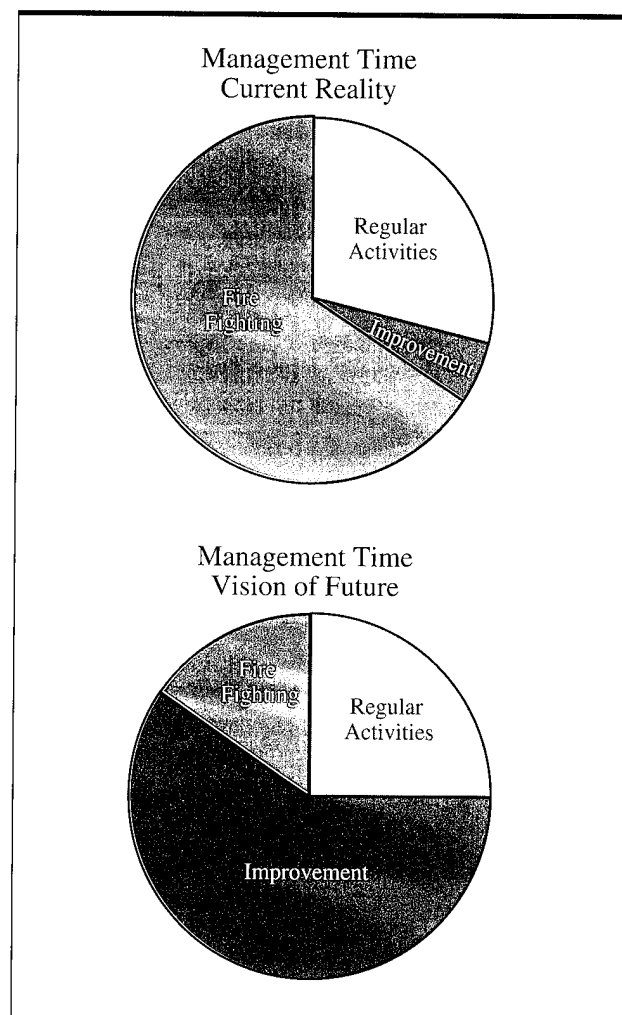 Management Time
Current Reality
Regular
Activities
Fire
Fighting
Improvement
Management Time
Vision of Future
Fire
Fighting
Regular
Activities
Improvement